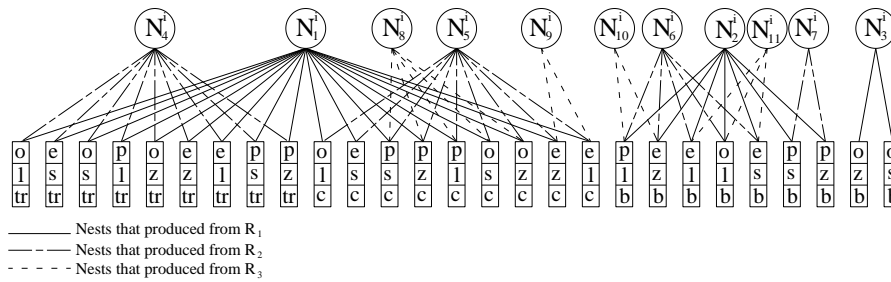 N₄ⁱ N₁ⁱ N₈ⁱ N₅ⁱ N₉ⁱ N₁₀ⁱ N₆ⁱ N₂ⁱ N₁₁ⁱ N₇ⁱ N₃ⁱ
o e o p o e e p p o e p p p o o e e p e e o e p p o o
l s s l z z l s z l s s z l s z z l l z l l s s z z s
tr tr tr tr tr tr tr tr tr c c c c c c c c c b b b b b b b b b
Nests that produced from R₁
Nests that produced from R₂
Nests that produced from R₃